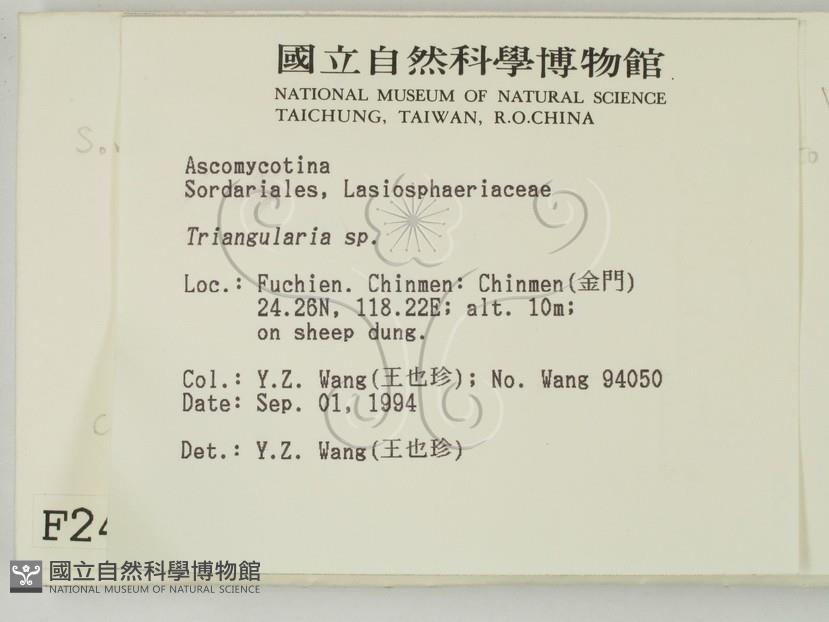 國立自然科學博物館
NATIONAL MUSEUM OF NATURAL SCIENCE
TAICHUNG, TAIWAN, R.O.CHINA
Ascomycotina
Sordariales, Lasiosphaeriaceae
Triangularia sp.
Loc.: Fuchien. Chinmen: Chinmen(金門)
24.26N, 118.22E; alt. 10m;
on sheep dung.
Col.: Y.Z. Wang(王也珍); No. Wang 94050
Date: Sep. 01, 1994
Det.: Y.Z. Wang(王也珍)
F24
國立自然科學博物館
NATIONAL MUSEUM OF NATURAL SCIENCE